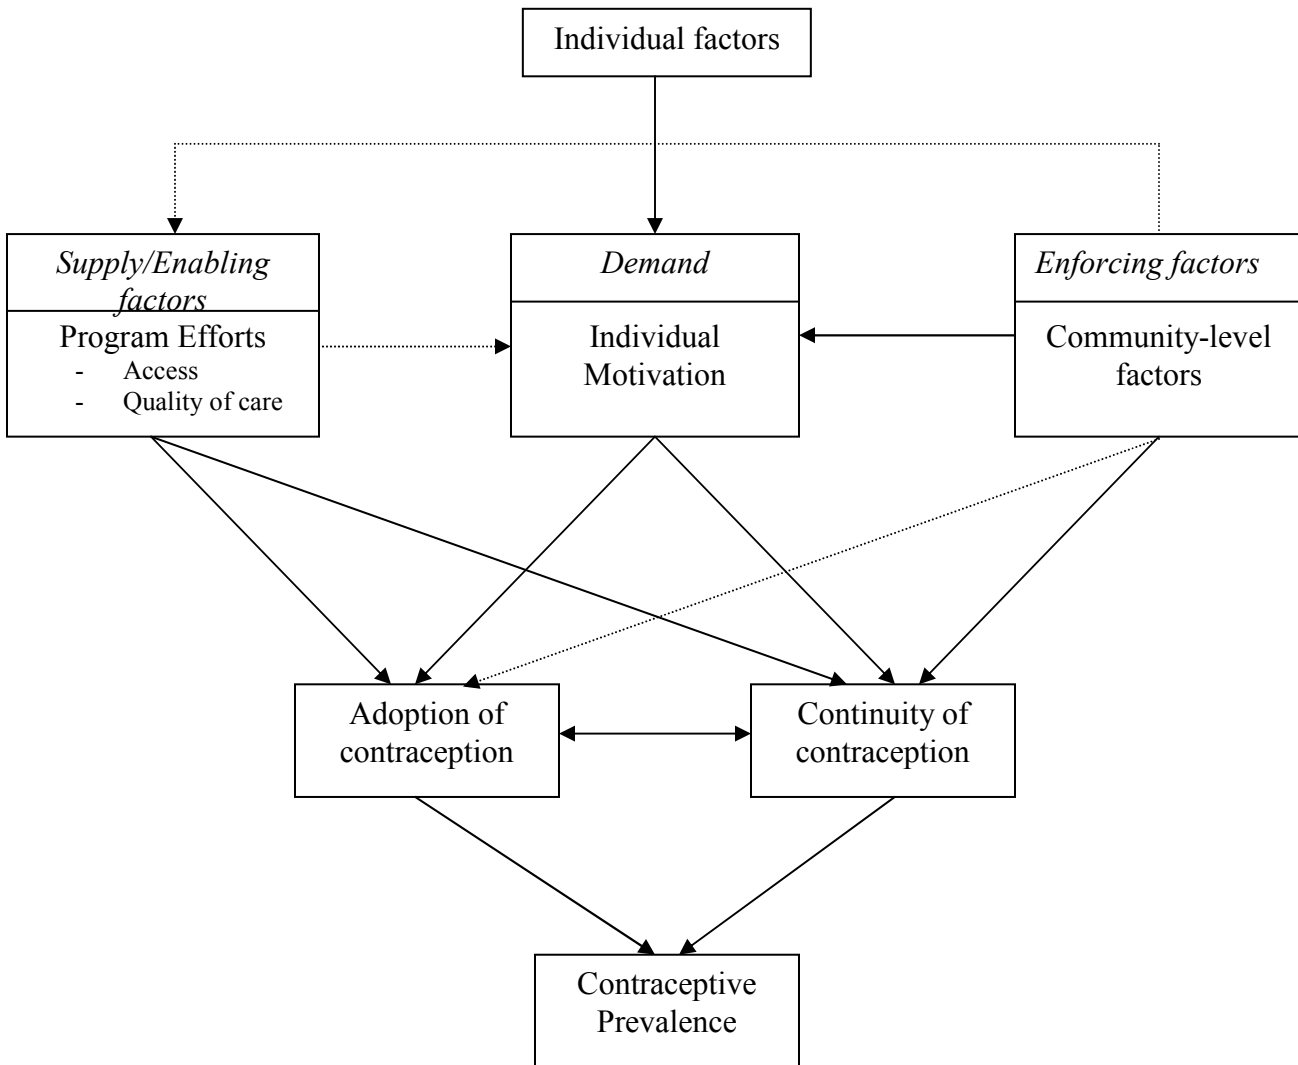 Individual factors
Supply/Enabling
factors
Program Efforts
- Access
- Quality of care
Demand
Individual
Motivation
Enforcing factors
Community-level
factors
Adoption of
contraception
Continuity of
contraception
Contraceptive
Prevalence